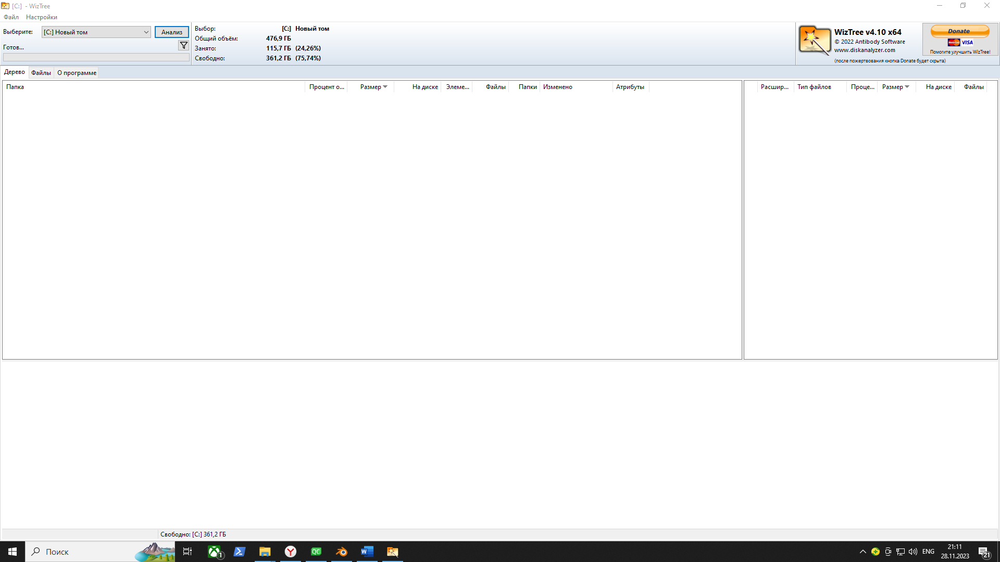 [C:] - WizTree
Файл Настройки
Выберите: [C:] Новый том Анализ
Готов...
Выбор: [C:] Новый том
Общий объём: 476,9 ГБ
Занято: 115,7 ГБ (24,26%)
Свободно: 361,2 ГБ (75,74%)
WizTree v4.10 x64
© 2022 Antibody Software
www.diskanalyzer.com
(после пожертвования кнопка Donate будет скрыта)
Donate
MasterCard VISA
Помогите улучшить WizTree!
Дерево Файлы О программе
Папка Процент о... Размер На диске Элеме... Файлы Папки Изменено Атрибуты
Расшир... Тип файлов Проце... Размер На диске Файлы
Свободно: [C:] 361,2 ГБ
Поиск
1
QC
W
ENG
21:11
28.11.2023
21